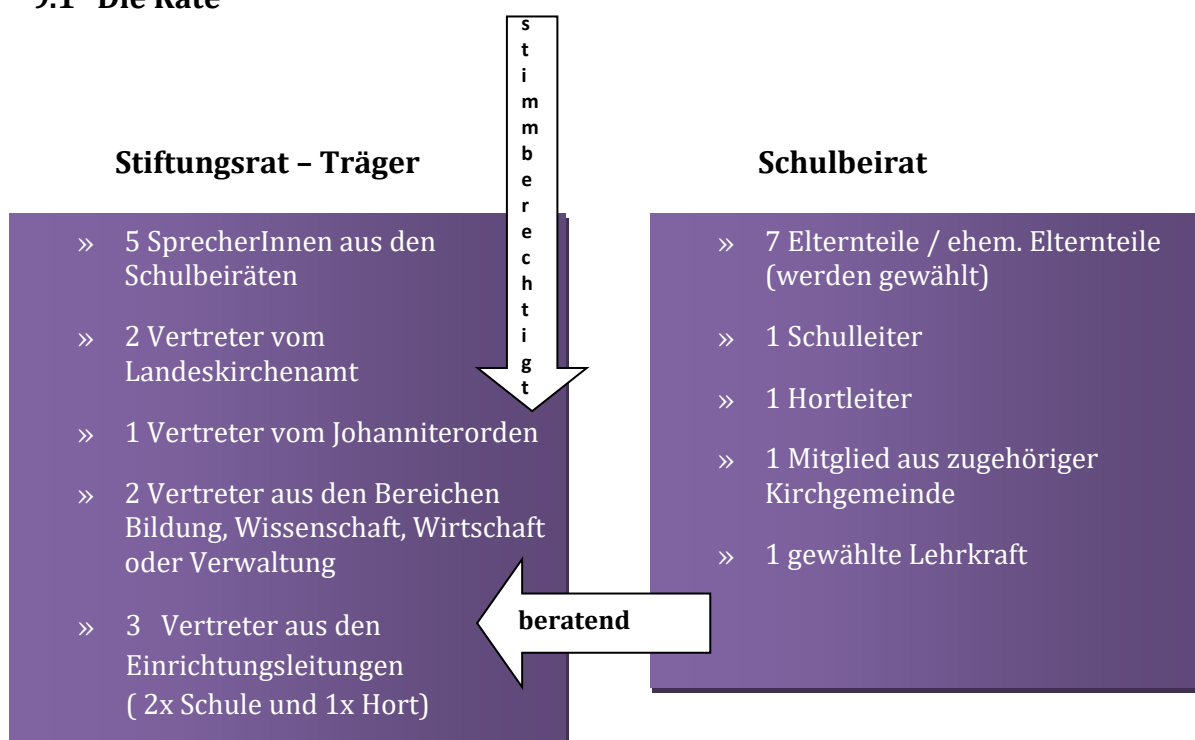 9.1 Die Räte
stimmberechtigt
Stiftungsrat – Träger
» 5 SprecherInnen aus den
Schulbeiräten
» 2 Vertreter vom
Landeskirchenamt
» 1 Vertreter vom Johanniterorden
» 2 Vertreter aus den Bereichen
Bildung, Wissenschaft, Wirtschaft
oder Verwaltung
» 3 Vertreter aus den
Einrichtungsleitungen
( 2x Schule und 1x Hort)
beratend
Schulbeirat
» 7 Elternteile / ehem. Elternteile
(werden gewählt)
» 1 Schulleiter
» 1 Hortleiter
» 1 Mitglied aus zugehöriger
Kirchgemeinde
» 1 gewählte Lehrkraft